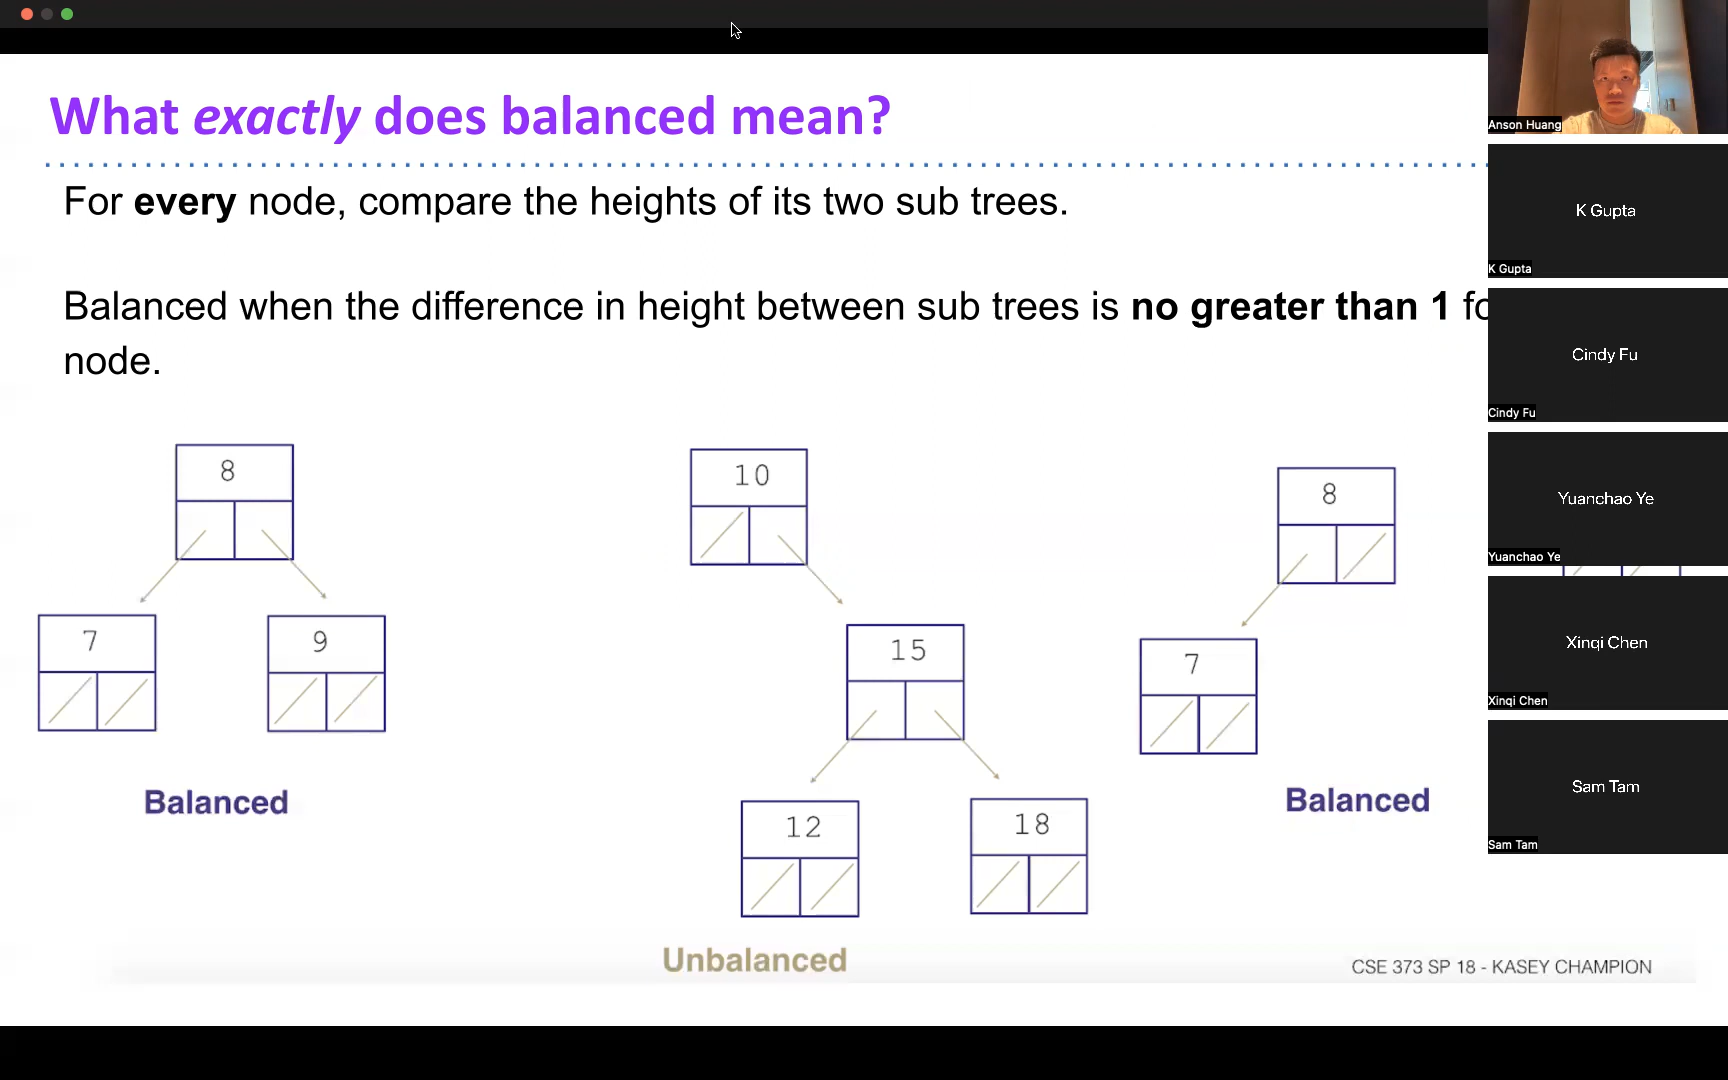 What exactly does balanced mean?
For every node, compare the heights of its two sub trees.
Balanced when the difference in height between sub trees is no greater than 1
node.
8
7
9
Balanced
10
15
12
18
Unbalanced
8
7
Balanced
CSE 373 SP 18 - KASEY CHAMPION
Anson Huang
K Gupta
K Gupta
Cindy Fu
Cindy Fu
Yuanchao Ye
Yuanchao Ye
Xinqi Chen
Xinqi Chen
Sam Tam
Sam Tam